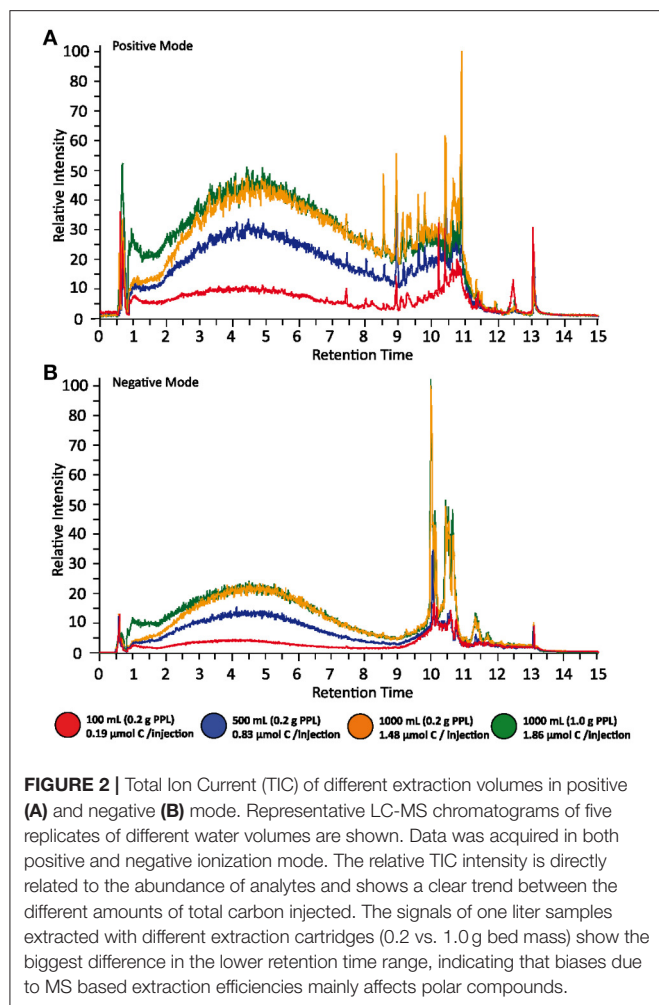 A
Positive Mode
100
90
80
70
60
50
40
30
20
10
0
Relative Intensity
0 1 2 3 4 5 6 7 8 9 10 11 12 13 14 15
Retention Time
B
Negative Mode
100
90
80
70
60
50
40
30
20
10
0
Relative Intensity
0 1 2 3 4 5 6 7 8 9 10 11 12 13 14 15
Retention Time
100 mL (0.2 g PPL)
0.19 µmol C /injection
500 mL (0.2 g PPL)
0.83 µmol C /injection
1000 mL (0.2 g PPL)
1.48 µmol C / injection
1000 mL (1.0 g PPL)
1.86 µmol C /injection
FIGURE 2 | Total Ion Current (TIC) of different extraction volumes in positive
(A) and negative (B) mode. Representative LC-MS chromatograms of five
replicates of different water volumes are shown. Data was acquired in both
positive and negative ionization mode. The relative TIC intensity is directly
related to the abundance of analytes and shows a clear trend between the
different amounts of total carbon injected. The signals of one liter samples
extracted with different extraction cartridges (0.2 vs. 1.0 g bed mass) show the
biggest difference in the lower retention time range, indicating that biases due
to MS based extraction efficiencies mainly affects polar compounds.